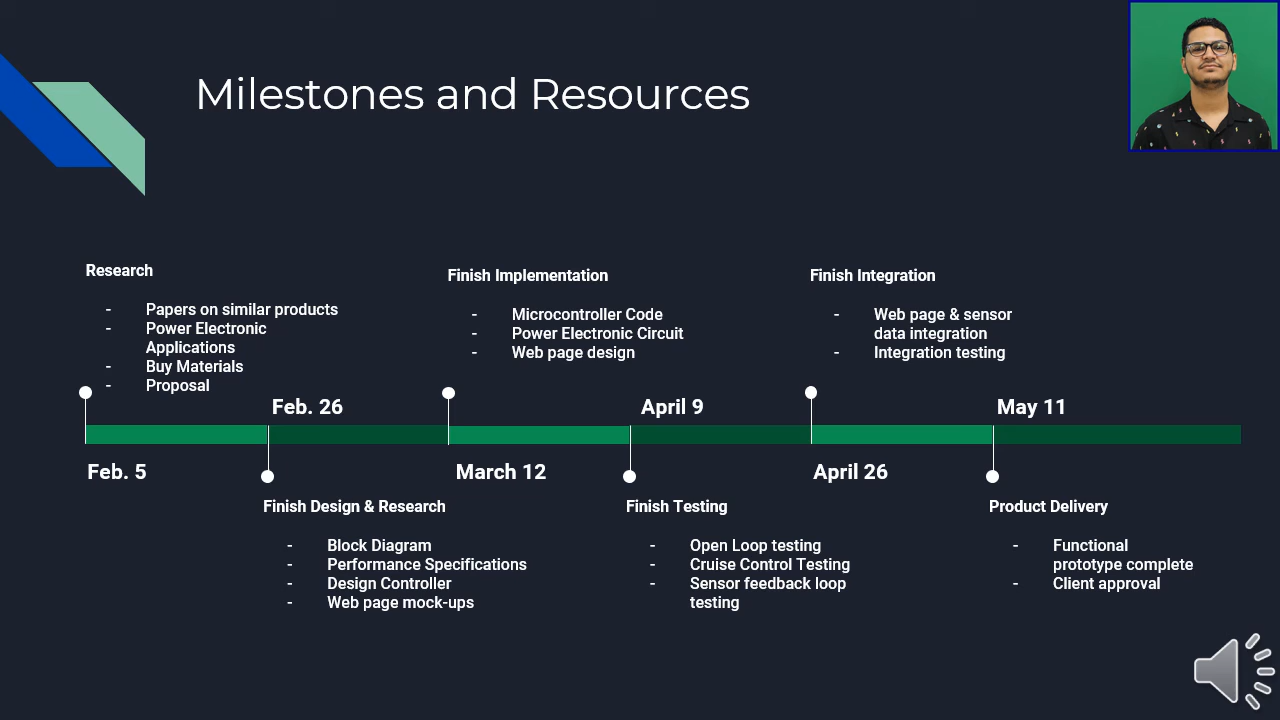 Milestones and Resources
Research
- Papers on similar products
- Power Electronic
Applications
- Buy Materials
- Proposal
Finish Implementation
- Microcontroller Code
- Power Electronic Circuit
- Web page design
Finish Integration
- Web page & sensor
data integration
- Integration testing
Feb. 26
April 9
May 11
Feb. 5
March 12
April 26
Finish Design & Research
- Block Diagram
- Performance Specifications
- Design Controller
- Web page mock-ups
Finish Testing
- Open Loop testing
- Cruise Control Testing
- Sensor feedback loop
testing
Product Delivery
- Functional
prototype complete
- Client approval